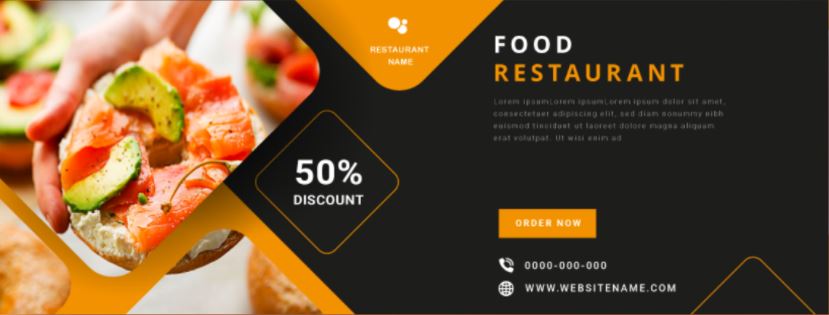 RESTAURANT
NAME
50%
DISCOUNT
FOOD
RESTAURANT
Lorem ipsumLorem ipsumLorem ipsum dolor sit amet,
consectetuer adipiscing elit, sed diam nonummy nibh
euismod tincidunt ut laoreet dolore magna aliquam
erat volutpat. Ut wisi enim ad
ORDER NOW
0000-000-000
WWW.WEBSITENAME.COM